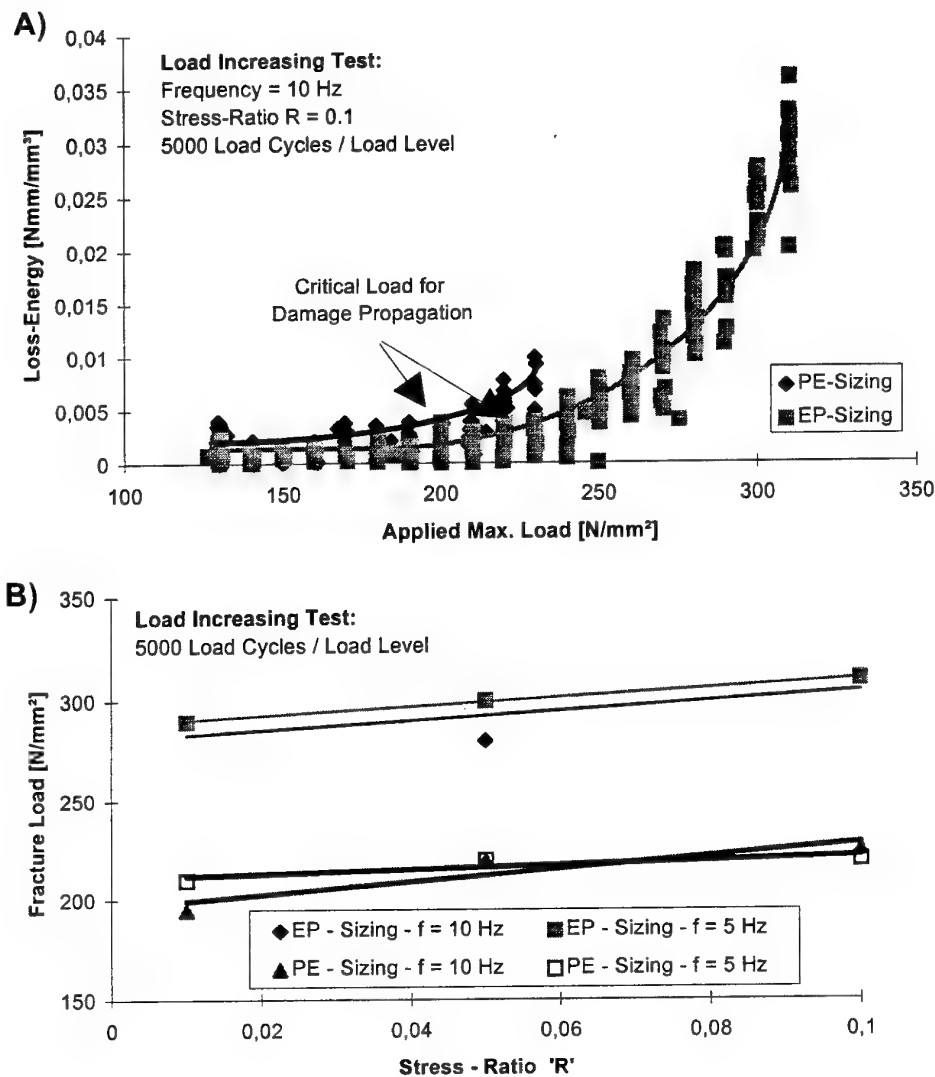 A)
0,04
0,035
0,03
0,025
0,02
0,015
0,01
0,005
0
Loss-Energy [Nmm/mm³]
Load Increasing Test:
Frequency = 10 Hz
Stress-Ratio R = 0.1
5000 Load Cycles / Load Level
Critical Load for
Damage Propagation
PE-Sizing
EP-Sizing
100
150
200
250
300
350
Applied Max. Load [N/mm²]
B)
350
300
250
200
150
Fracture Load [N/mm²]
Load Increasing Test:
5000 Load Cycles / Load Level
EP - Sizing - f = 10 Hz
EP - Sizing - f = 5 Hz
PE - Sizing - f = 10 Hz
PE - Sizing - f = 5 Hz
0
0,02
0,04
0,06
0,08
0,1
Stress - Ratio 'R'